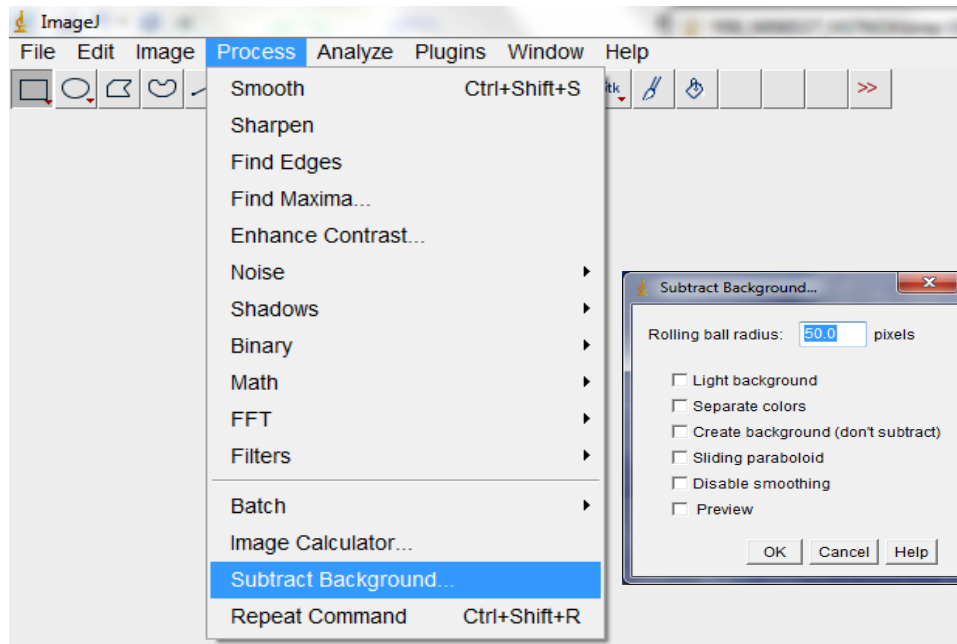 ImageJ
File Edit Image Process Analyze Plugins Window Help
>>
Smooth Ctrl+Shift+S
Sharpen
Find Edges
Find Maxima...
Enhance Contrast...
Noise
Shadows
Binary
Math
FFT
Filters
Batch
Image Calculator...
Subtract Background...
Repeat Command Ctrl+Shift+R
Subtract Background...
Rolling ball radius: 50.0 pixels
Light background
Separate colors
Create background (don't subtract)
Sliding paraboloid
Disable smoothing
Preview
OK Cancel Help